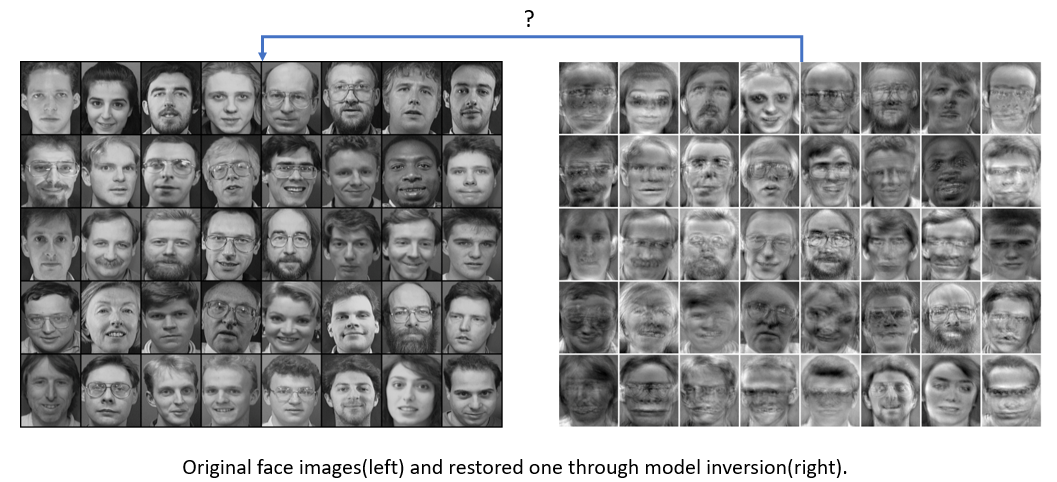 ?
Original face images(left) and restored one through model inversion(right).